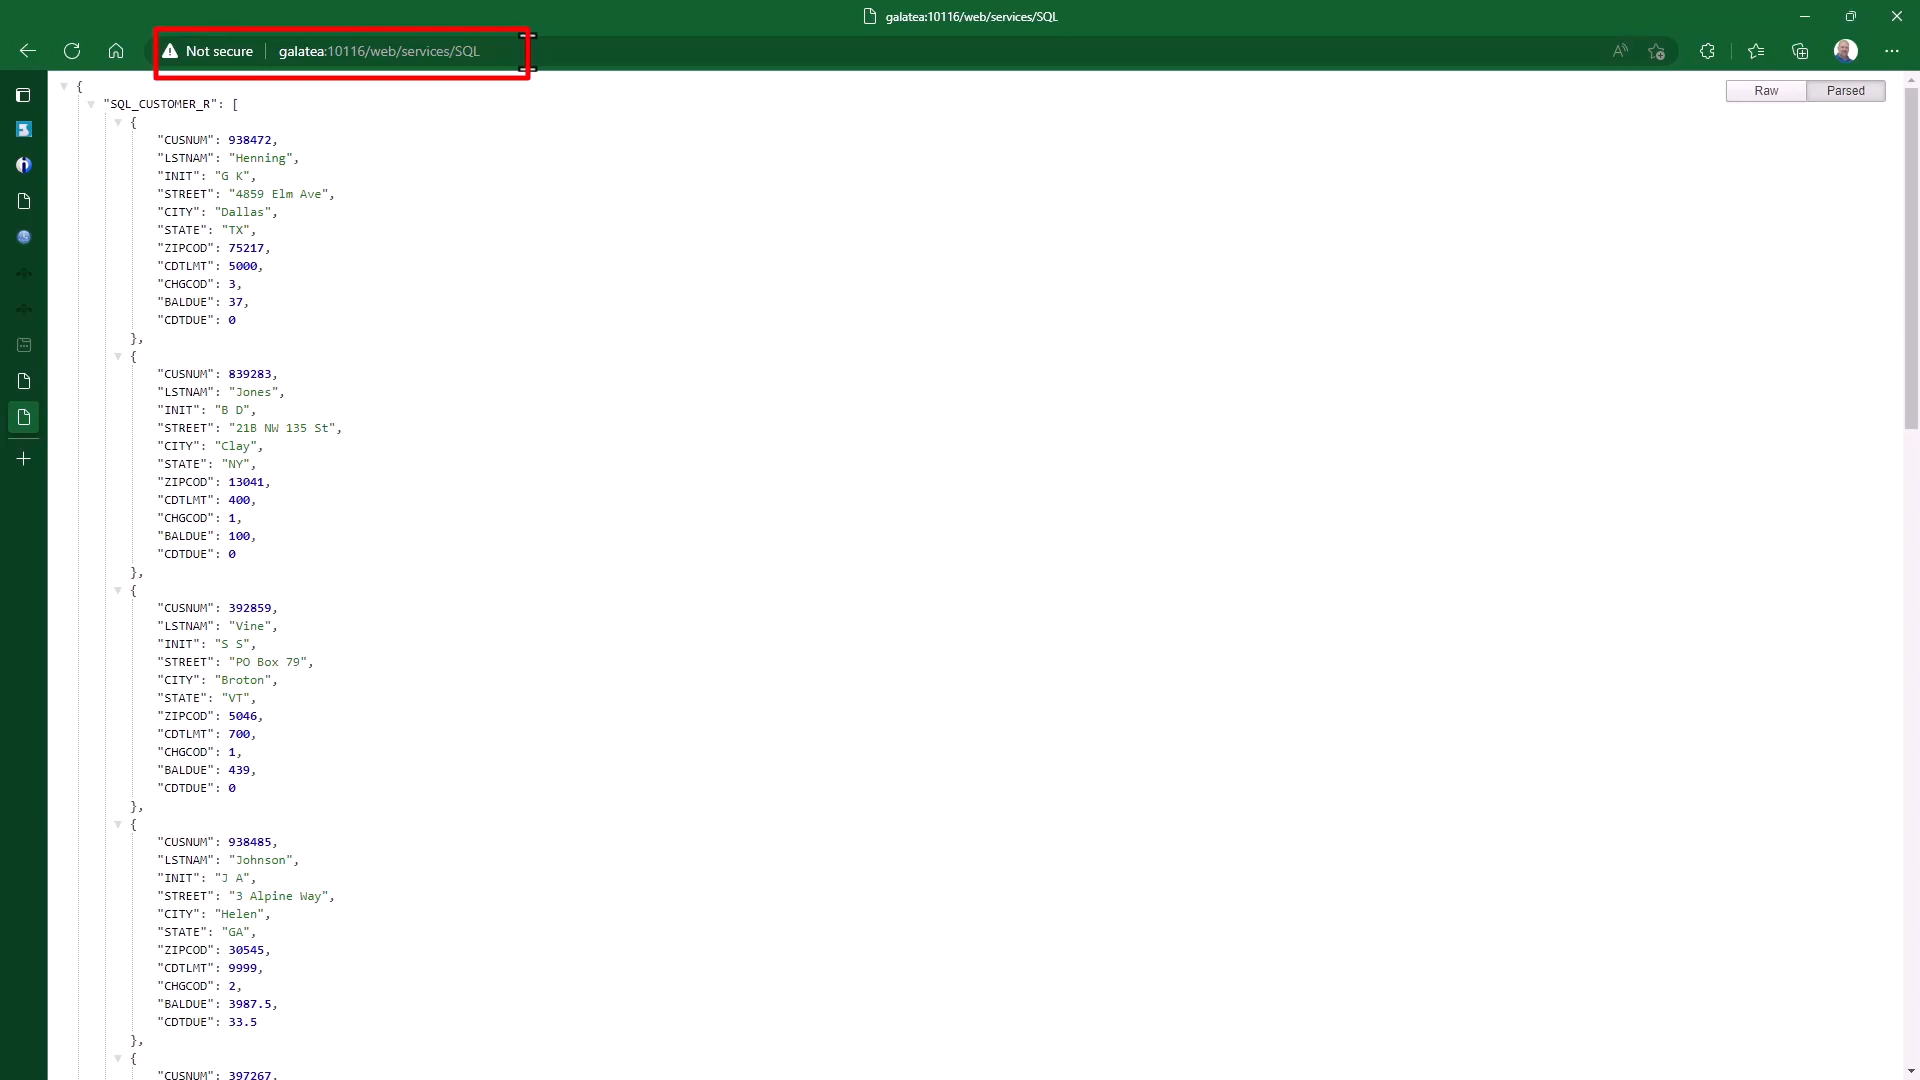 galatea:10116/web/services/SQL
Not secure galatea:10116/web/services/SQL
Raw Parsed
{
"SQL_CUSTOMER_R": [
{
"CUSNUM": 938472,
"LSTNAM": "Henning",
"INIT": "G K",
"STREET": "4859 Elm Ave",
"CITY": "Dallas",
"STATE": "TX",
"ZIPCOD": 75217,
"CDTLMT": 5000,
"CHGCOD": 3,
"BALDUE": 37,
"CDTDUE": 0
},
{
"CUSNUM": 839283,
"LSTNAM": "Jones",
"INIT": "B D",
"STREET": "21B NW 135 St",
"CITY": "Clay",
"STATE": "NY",
"ZIPCOD": 13041,
"CDTLMT": 400,
"CHGCOD": 1,
"BALDUE": 100,
"CDTDUE": 0
},
{
"CUSNUM": 392859,
"LSTNAM": "Vine",
"INIT": "S S",
"STREET": "PO Box 79",
"CITY": "Broton",
"STATE": "VT",
"ZIPCOD": 5046,
"CDTLMT": 700,
"CHGCOD": 1,
"BALDUE": 439,
"CDTDUE": 0
},
{
"CUSNUM": 938485,
"LSTNAM": "Johnson",
"INIT": "J A",
"STREET": "3 Alpine Way",
"CITY": "Helen",
"STATE": "GA",
"ZIPCOD": 30545,
"CDTLMT": 9999,
"CHGCOD": 2,
"BALDUE": 3987.5,
"CDTDUE": 33.5
},
{
"CUSNUM": 397267,